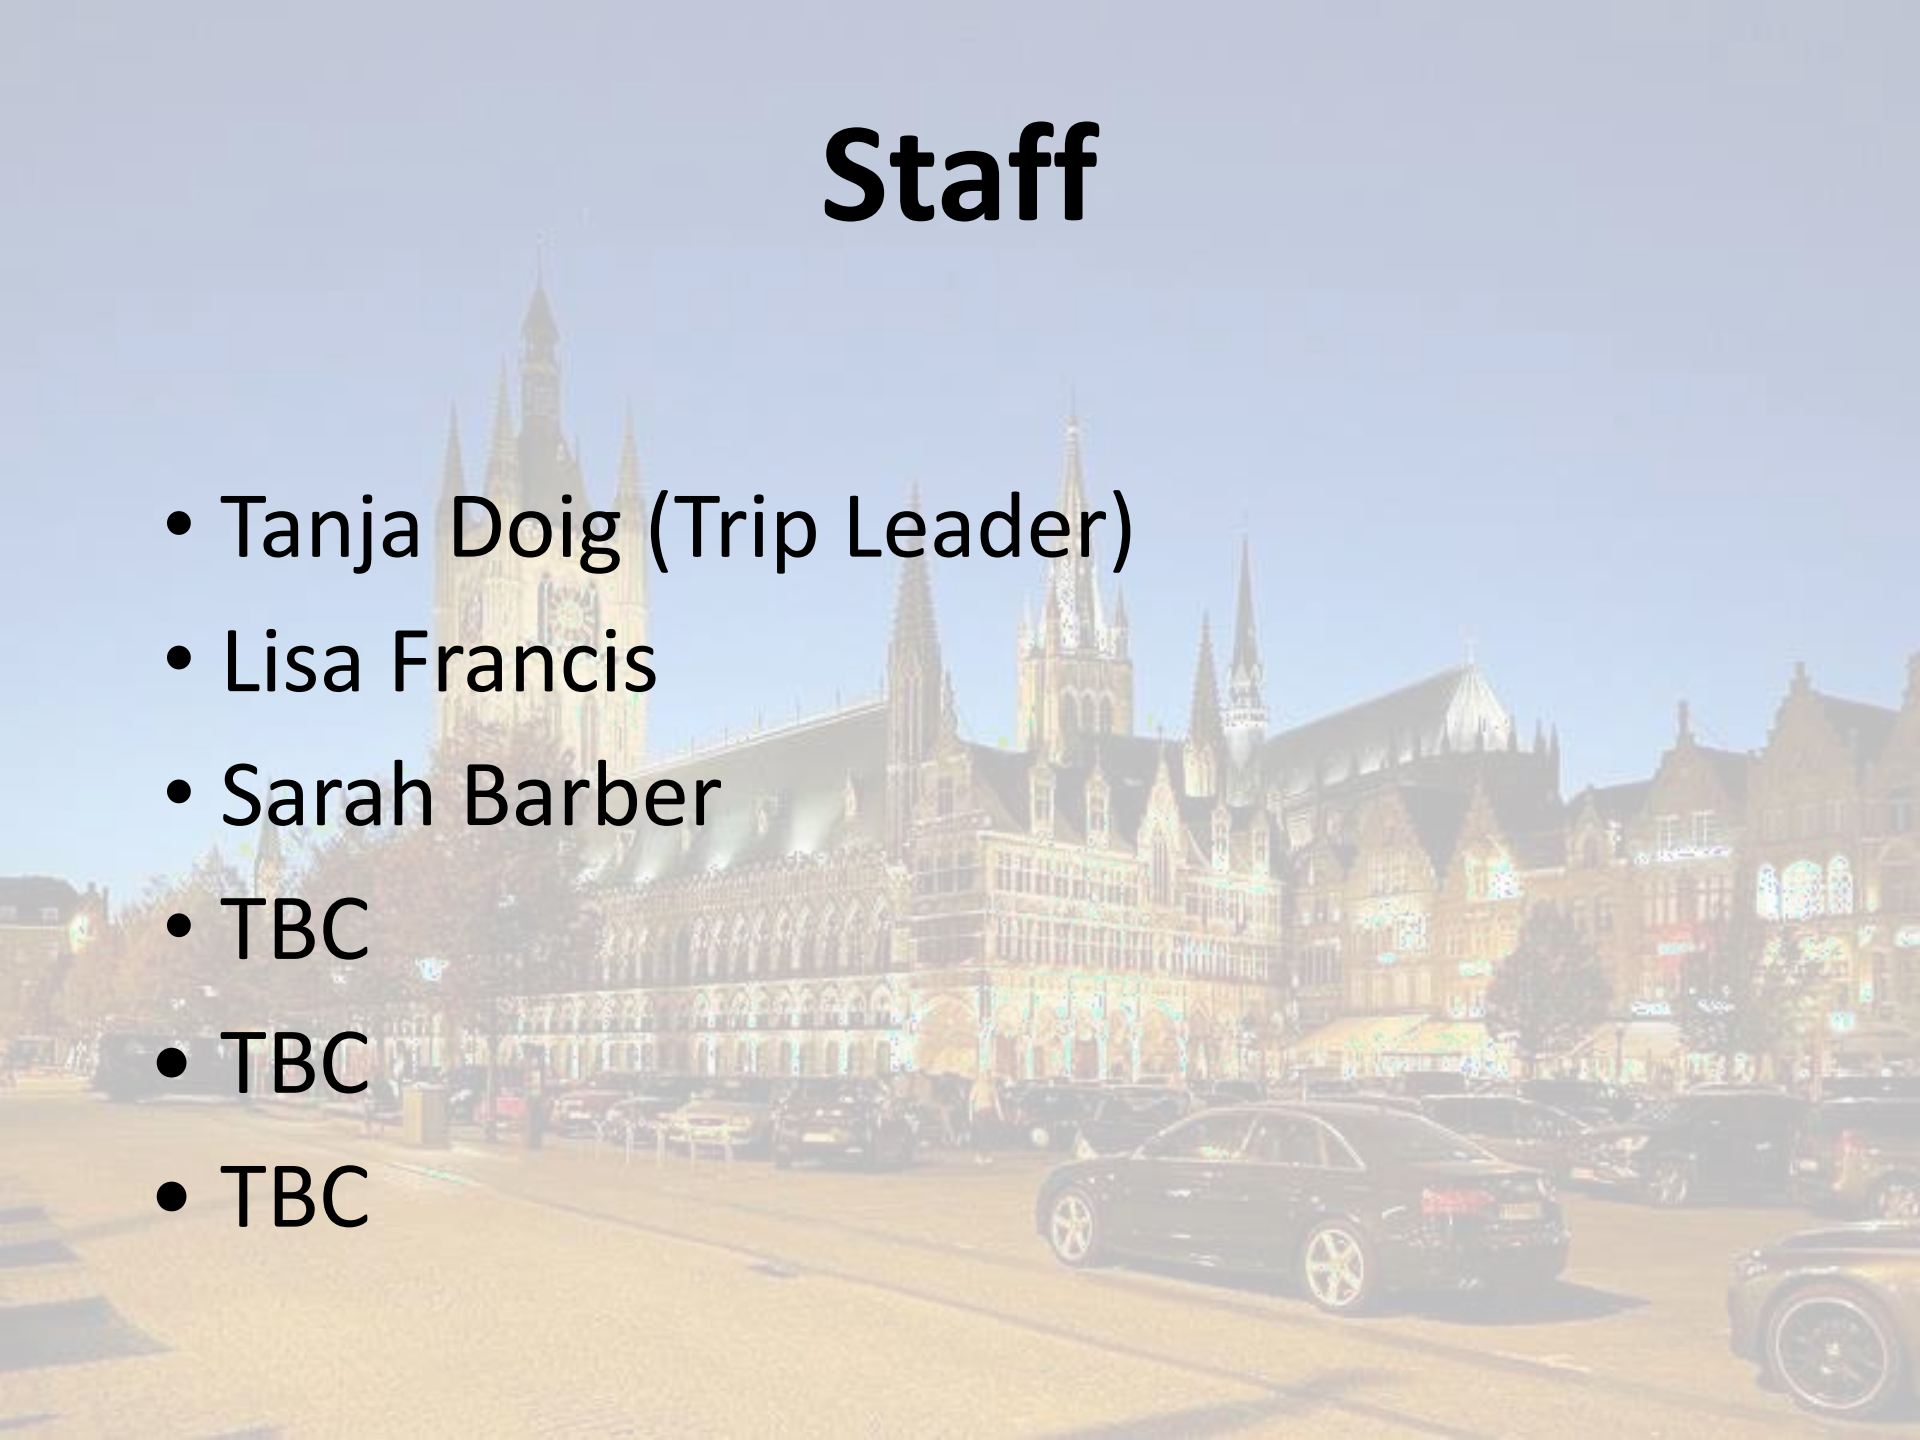 Staff
• Tanja Doig (Trip Leader)
• Lisa Francis
• Sarah Barber
• TBC
• TBC
• TBC